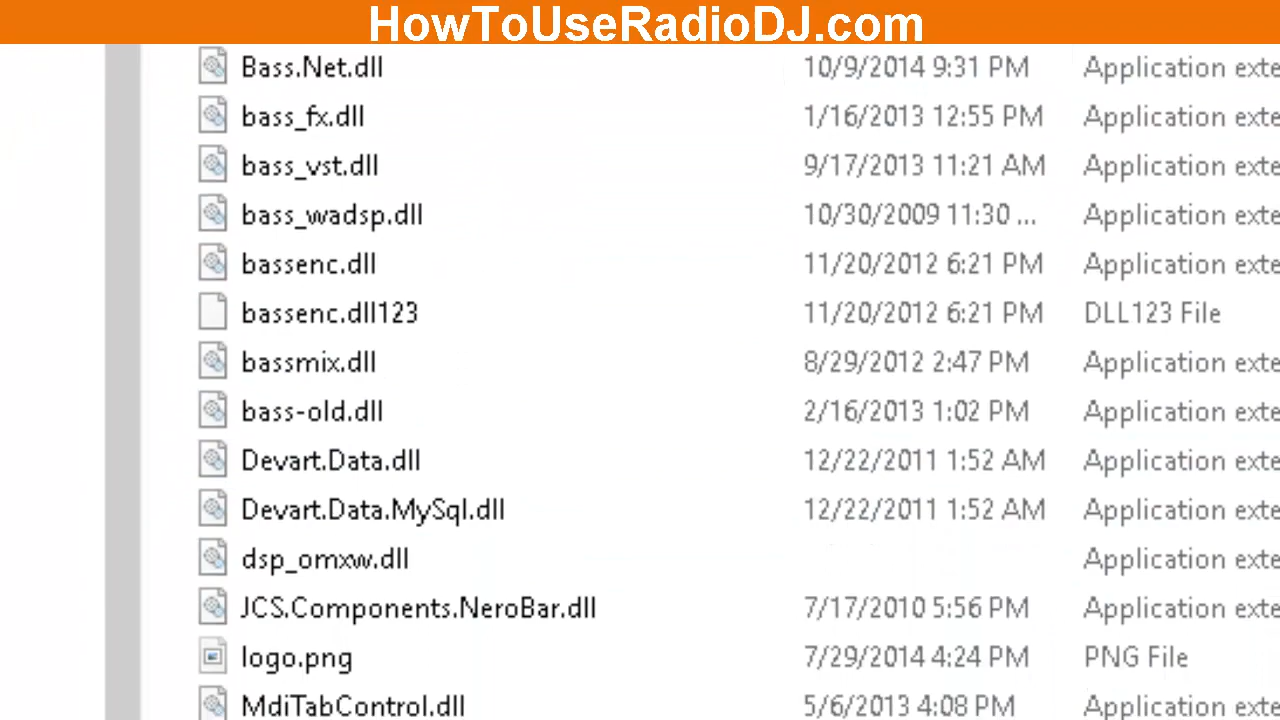 HowToUseRadioDJ.com
Bass.Net.dll 10/9/2014 9:31 PM Application exte
bass_fx.dll 1/16/2013 12:55 PM Application exte
bass_vst.dll 9/17/2013 11:21 AM Application exte
bass_wadsp.dll 10/30/2009 11:30 ... Application exte
bassenc.dll 11/20/2012 6:21 PM Application exte
bassenc.dll123 11/20/2012 6:21 PM DLL123 File
bassmix.dll 8/29/2012 2:47 PM Application exte
bass-old.dll 2/16/2013 1:02 PM Application exte
Devart.Data.dll 12/22/2011 1:52 AM Application exte
Devart.Data.MySql.dll 12/22/2011 1:52 AM Application exte
dsp_omxw.dll Application exte
JCS.Components.NeroBar.dll 7/17/2010 5:56 PM Application exte
logo.png 7/29/2014 4:24 PM PNG File
MdiTabControl.dll 5/6/2013 4:08 PM Application exte